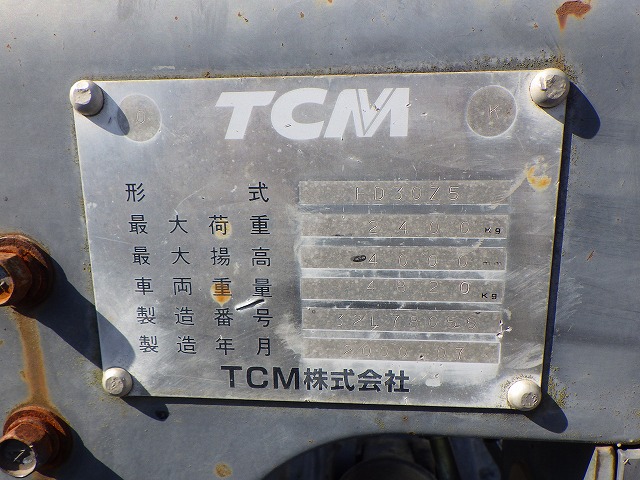 TCM
K
形式 FD30Z5
最大荷重 2400 Kg
最大揚高 4000 mm
車両重量 4920 Kg
製造番号
製造年月
TCM株式会社